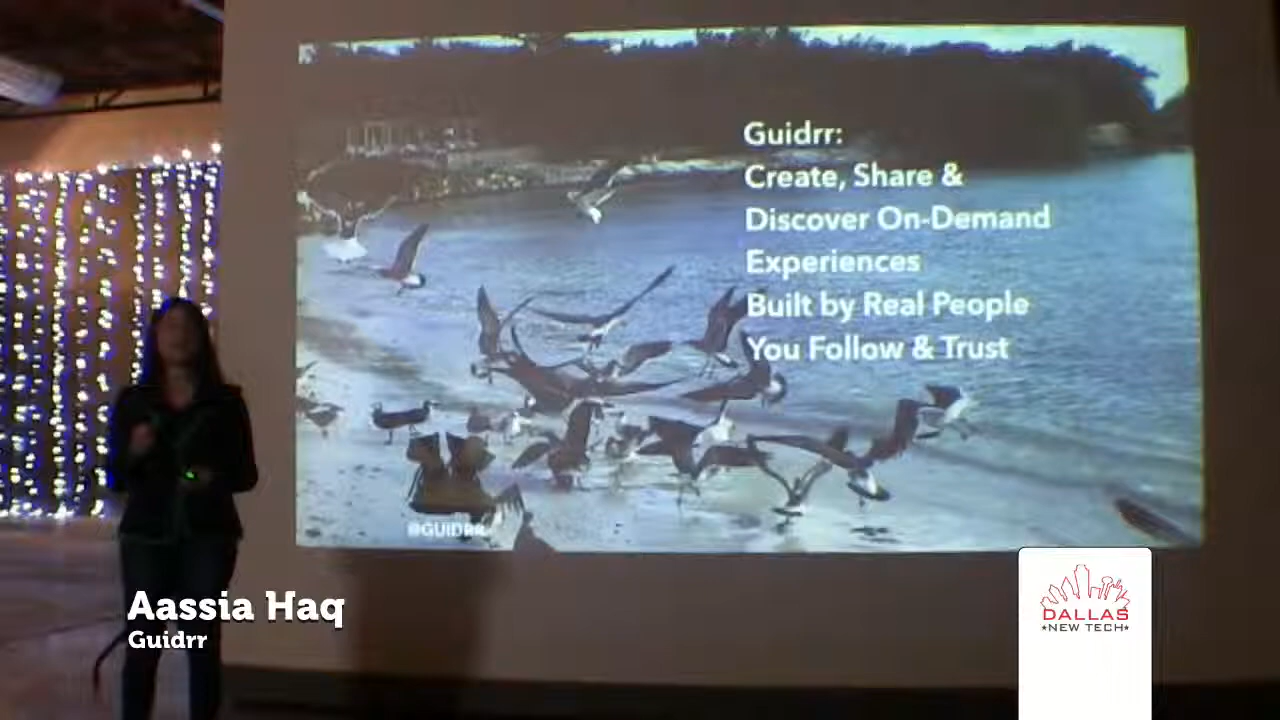 Guidrr:
Create, Share &
Discover On-Demand
Experiences
Built by Real People
You Follow & Trust
@GUIDRR
Aassia Haq
Guidrr
DALLAS
★NEW TECH★